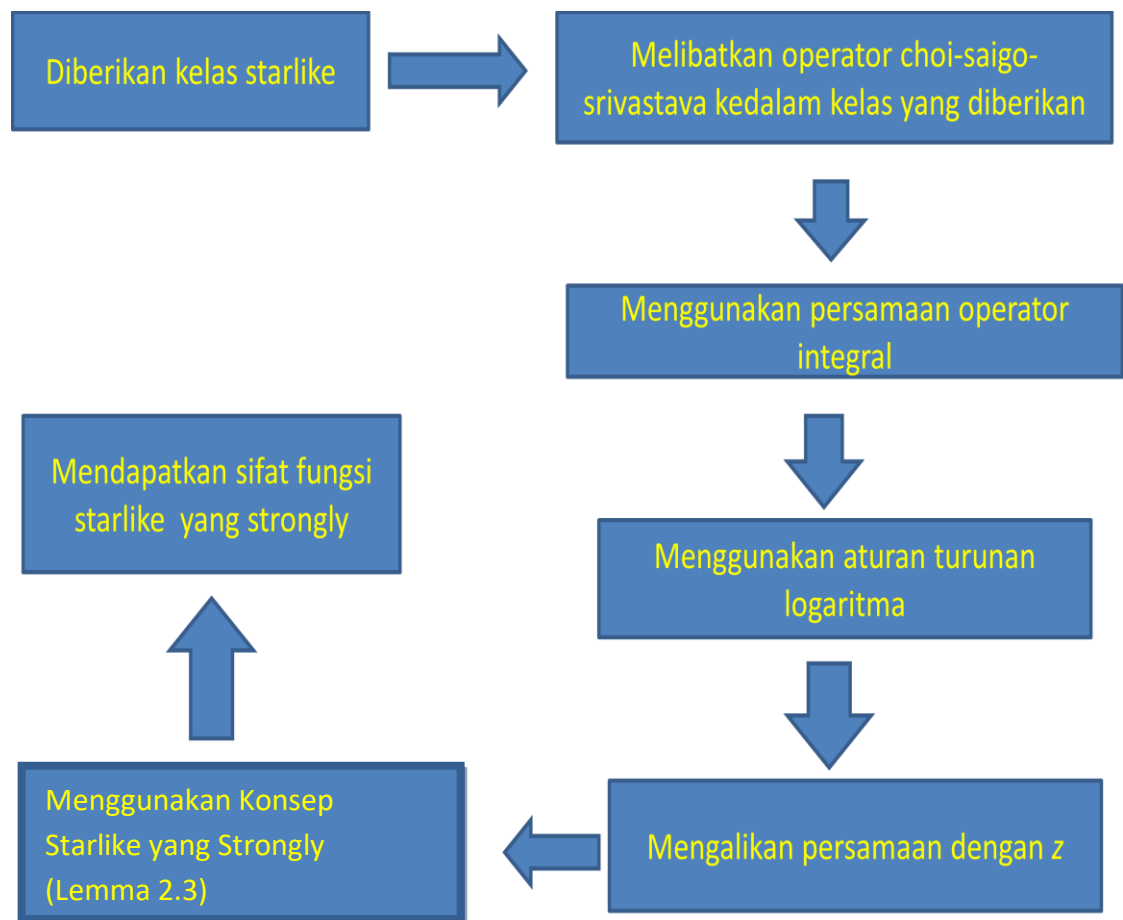 Diberikan kelas starlike
Melibatkan operator choi-saigo-
srivastava kedalam kelas yang diberikan
Menggunakan persamaan operator
integral
Menggunakan aturan turunan
logaritma
Mengalikan persamaan dengan z
Menggunakan Konsep
Starlike yang Strongly
(Lemma 2.3)
Mendapatkan sifat fungsi
starlike yang strongly